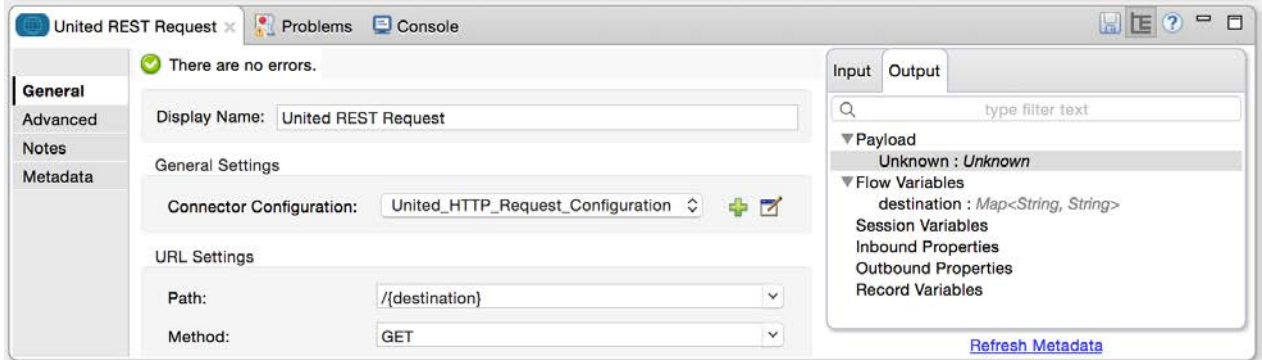 United REST Request
Problems
Console
General
Advanced
Notes
Metadata
There are no errors.
Display Name: United REST Request
General Settings
Connector Configuration: United_HTTP_Request_Configuration
URL Settings
Path: /{destination}
Method: GET
Input Output
type filter text
Payload
Unknown : Unknown
Flow Variables
destination : Map<String, String>
Session Variables
Inbound Properties
Outbound Properties
Record Variables
Refresh Metadata